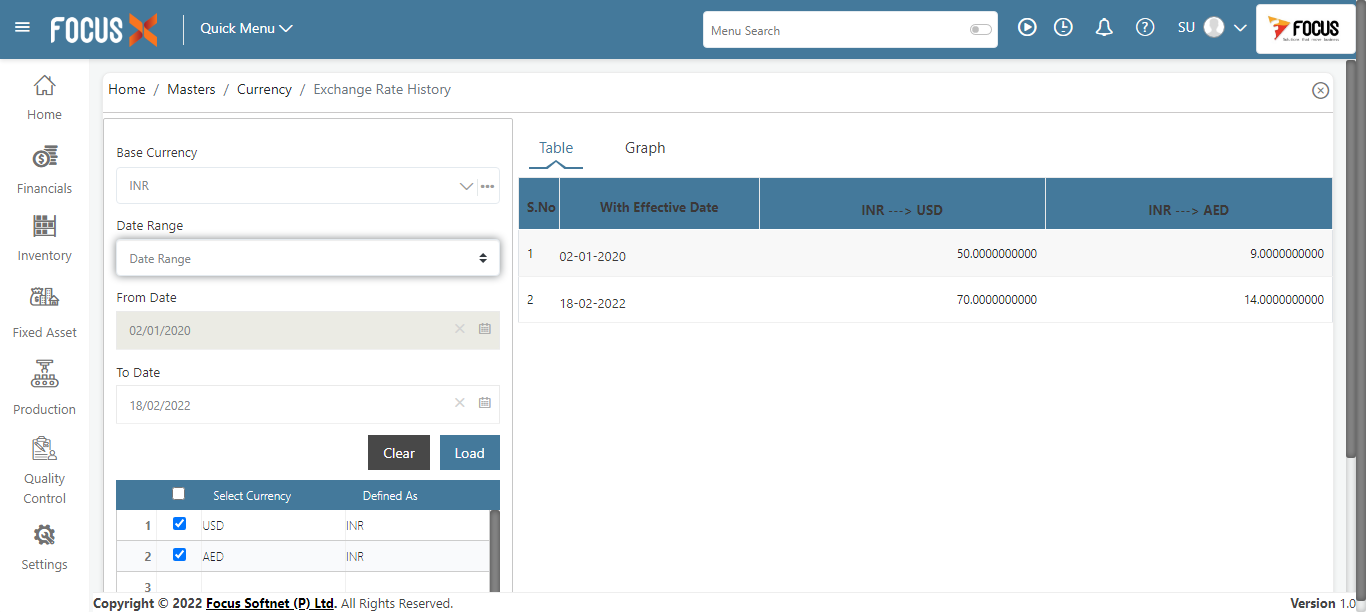 FOCUS X
Quick Menu
Menu Search
SU
FOCUS
Home
Financials
Inventory
Fixed Asset
Production
Quality
Control
Settings
Home / Masters / Currency / Exchange Rate History
Base Currency
INR
Date Range
Date Range
From Date
02/01/2020
To Date
18/02/2022
Clear Load
Select Currency Defined As
1 USD INR
2 AED INR
3
Table Graph
S.No With Effective Date INR ---> USD INR ---> AED
1 02-01-2020 50.0000000000 9.0000000000
2 18-02-2022 70.0000000000 14.0000000000
Copyright © 2022 Focus Softnet (P) Ltd. All Rights Reserved. Version 1.0